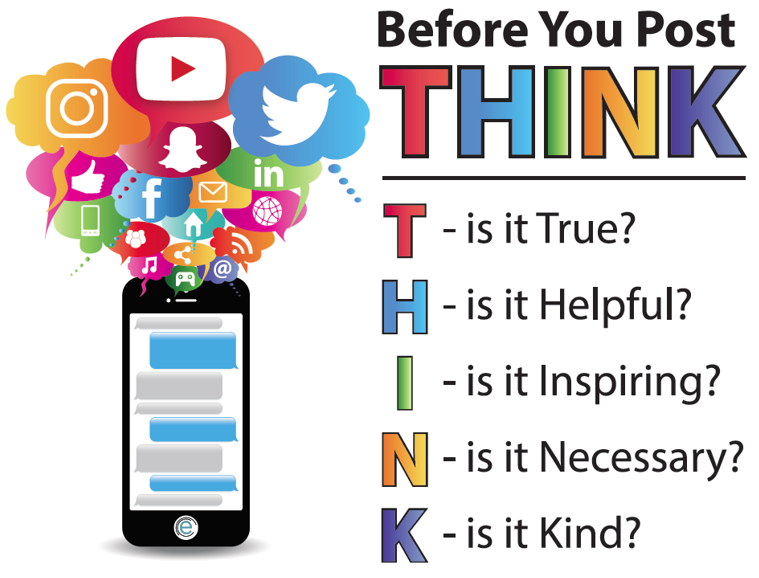 Before You Post
THINK
T - is it True?
H - is it Helpful?
I - is it Inspiring?
N - is it Necessary?
K - is it Kind?
in
f
@
e